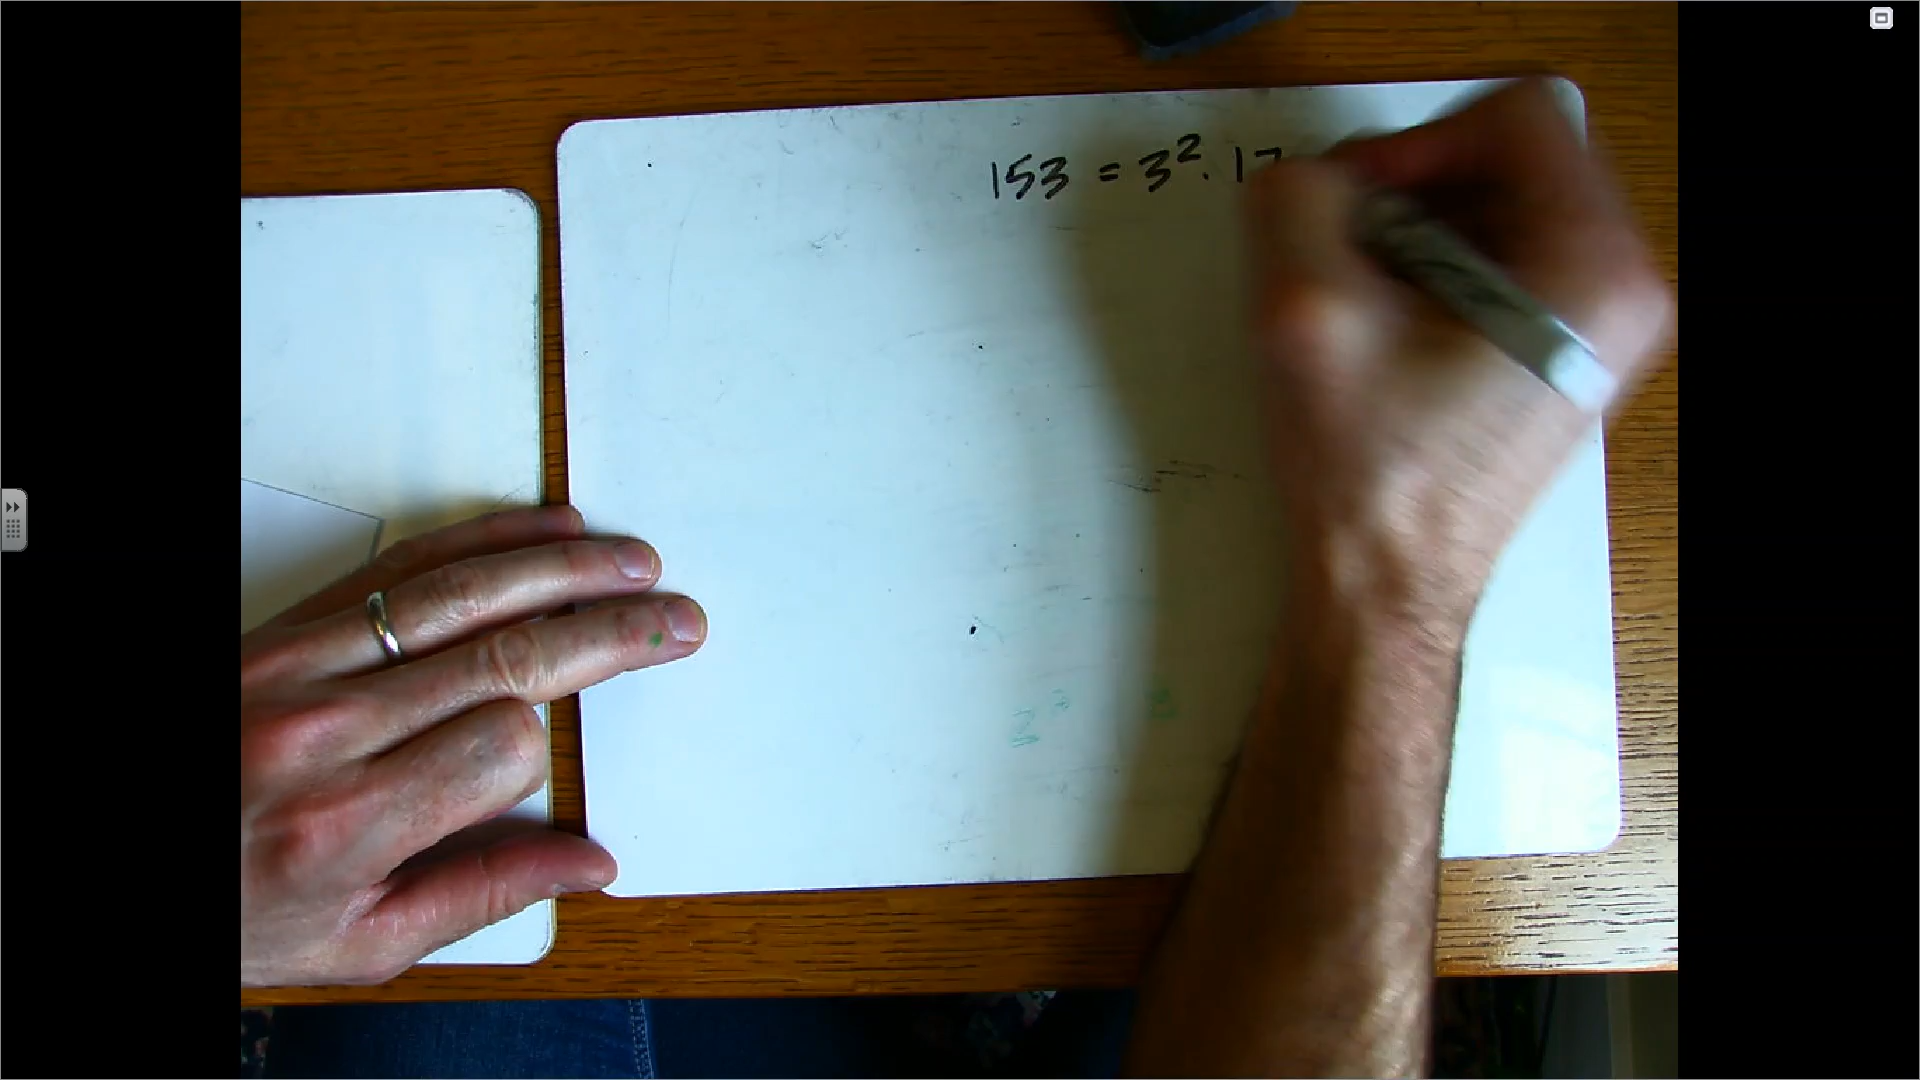 153 = 3². 17